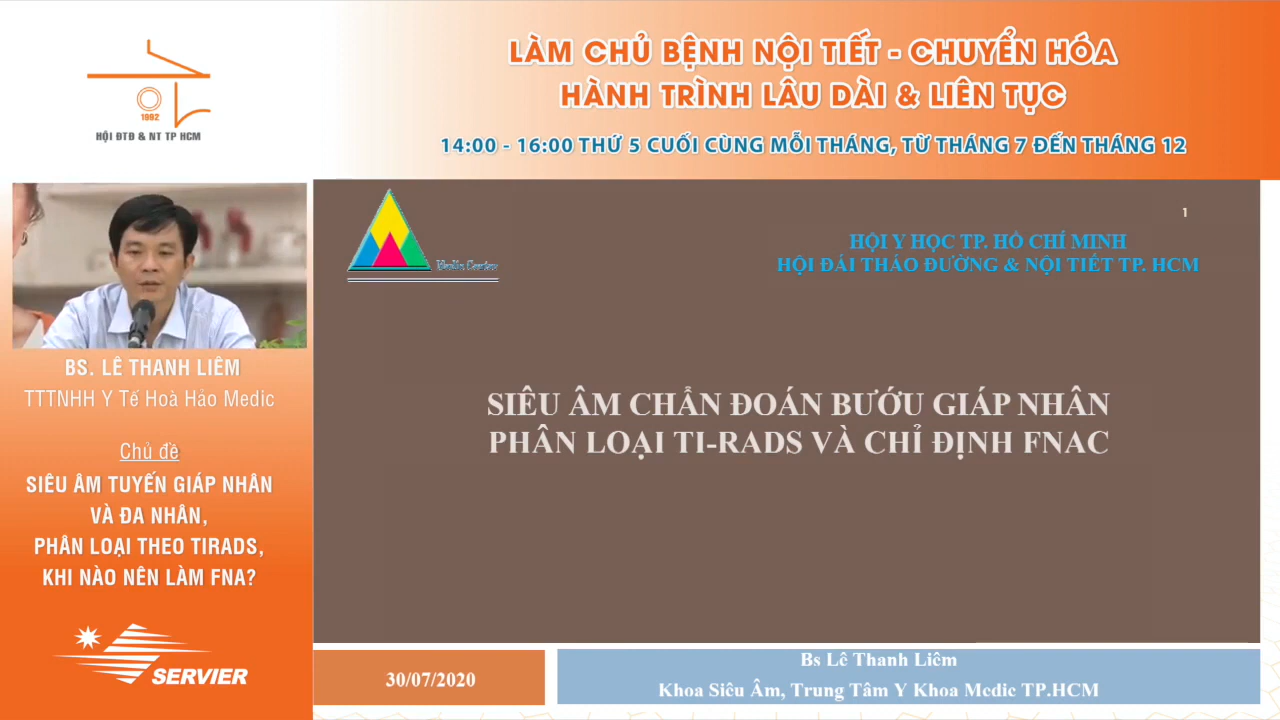 LÀM CHỦ BỆNH NỘI TIẾT - CHUYỂN HÓA
HÀNH TRÌNH LÂU DÀI & LIÊN TỤC
14:00 - 16:00 THỨ 5 CUỐI CÙNG MỖI THÁNG, TỪ THÁNG 7 ĐẾN THÁNG 12
1992
HỘI ĐTĐ & NT TP HCM
BS. LÊ THANH LIÊM
TTTNHH Y Tế Hoà Hảo Medic
Chủ đề
SIÊU ÂM TUYẾN GIÁP NHÂN
VÀ ĐA NHÂN,
PHÂN LOẠI THEO TIRADS,
KHI NÀO NÊN LÀM FNA?
SERVIER
1
Medic Center
HỘI Y HỌC TP. HỒ CHÍ MINH
HỘI ĐÁI THÁO ĐƯỜNG & NỘI TIẾT TP. HCM
SIÊU ÂM CHẨN ĐOÁN BƯỚU GIÁP NHÂN
PHÂN LOẠI TI-RADS VÀ CHỈ ĐỊNH FNAC
30/07/2020
Bs Lê Thanh Liêm
Khoa Siêu Âm, Trung Tâm Y Khoa Medic TP.HCM